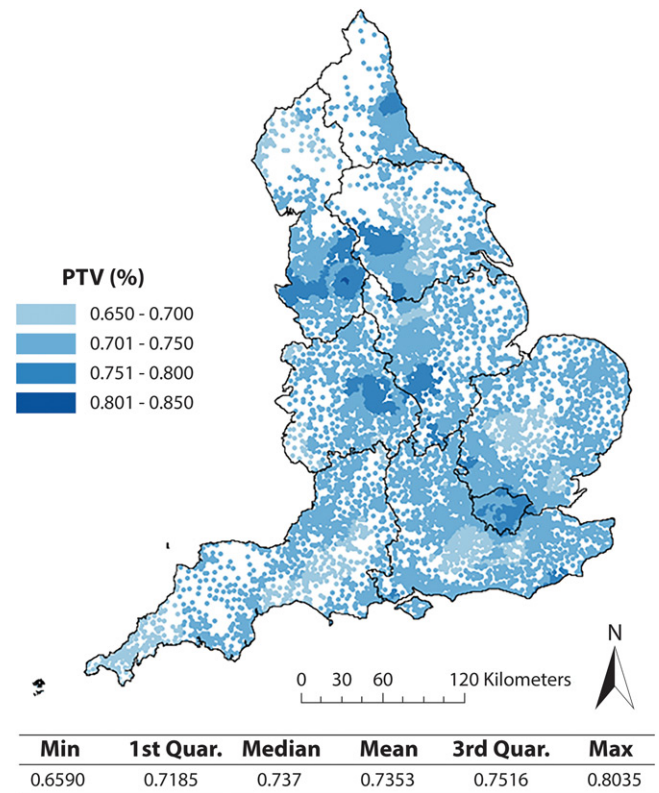 PTV (%)
0.650 - 0.700
0.701 - 0.750
0.751 - 0.800
0.801 - 0.850
N
0 30 60 120 Kilometers
Min 1st Quar. Median Mean 3rd Quar. Max
0.6590 0.7185 0.737 0.7353 0.7516 0.8035